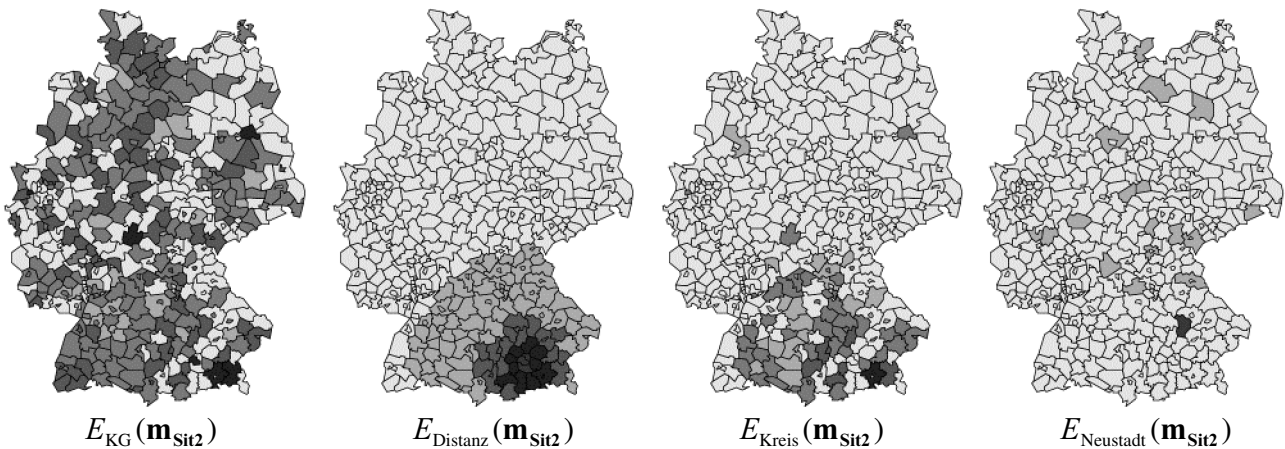 E_KG(m_Sit2)
E_Distanz(m_Sit2)
E_Kreis(m_Sit2)
E_Neustadt(m_Sit2)